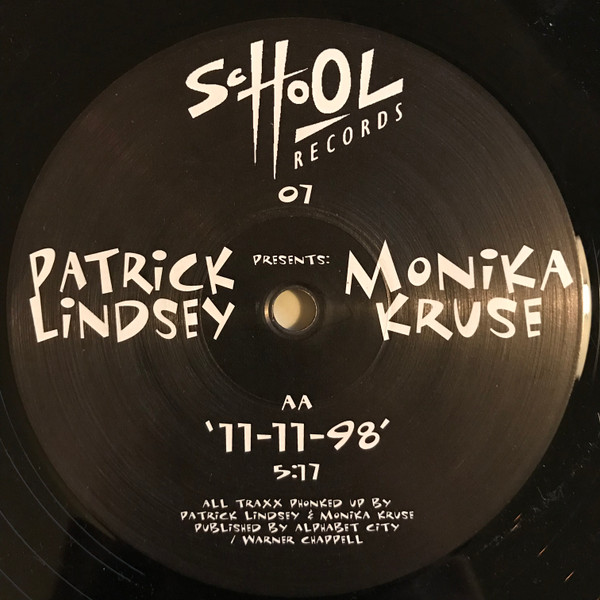 ScHoOL
RECORDS
07
PATRiCK
LiNDSEY
PRESENTS:
MoNiKA
KRUSE
AA
'11-11-98'
5:17
ALL TRAXX PHONKED UP BY
PATRICK LINDSEY & MONIKA KRUSE
PUBLISHED BY ALPHABET CITY
/ WARNER CHAPPELL